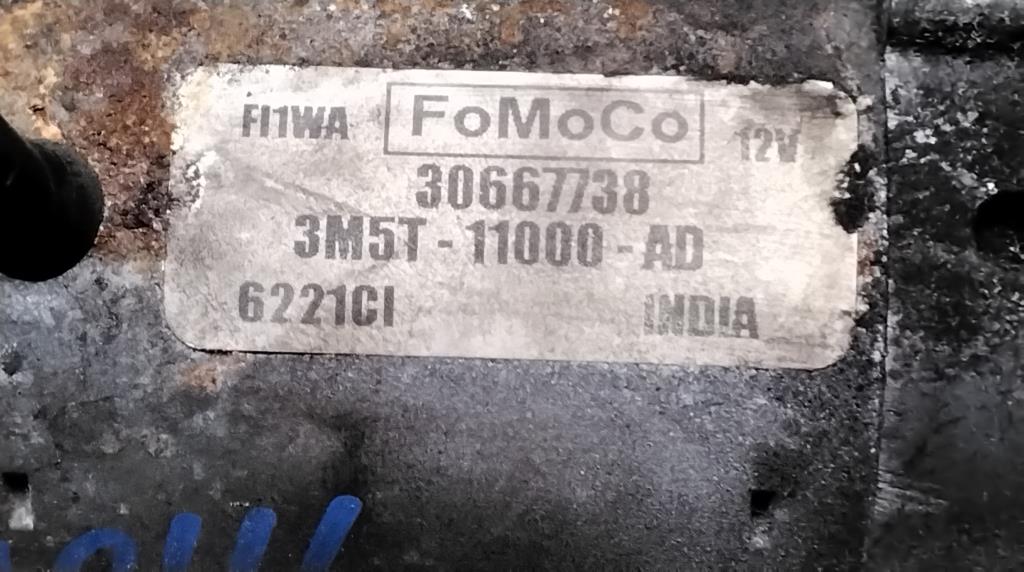 FI1WA FoMoCo 12V
30667738
3M5T - 11000 - AD
6221CI INDIA